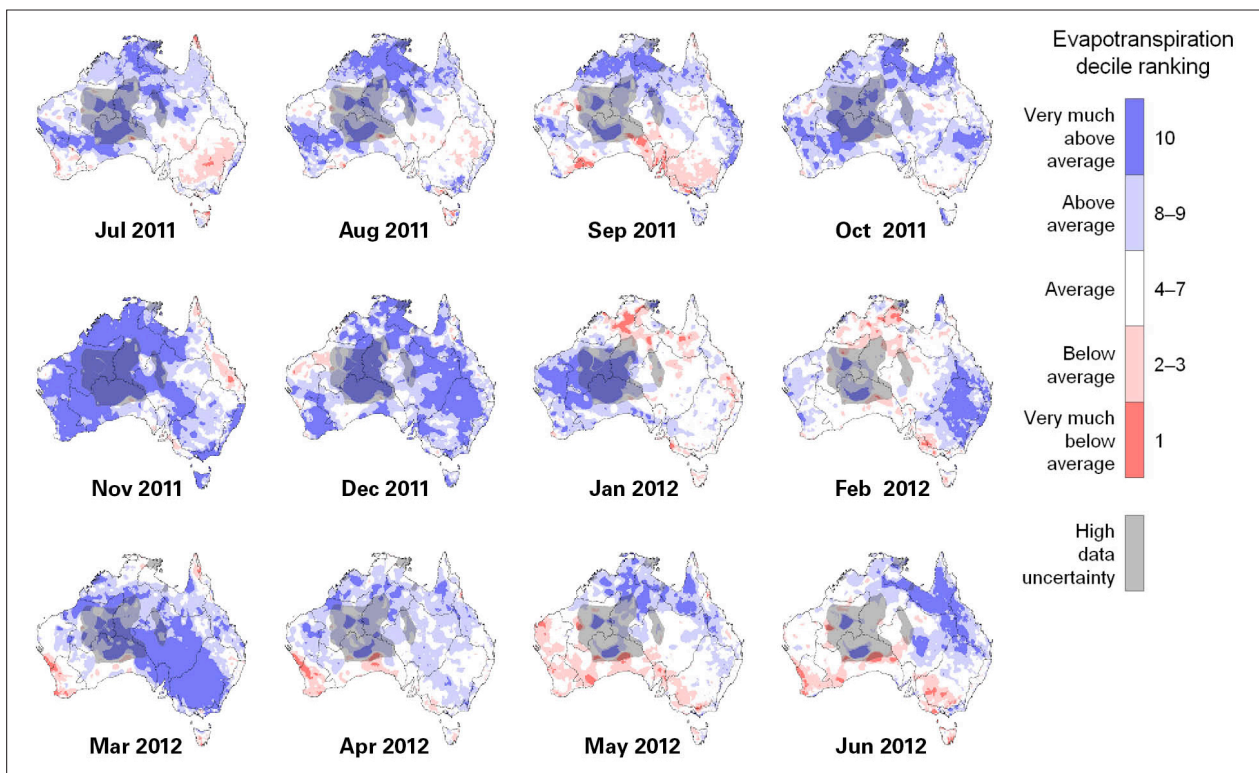 Evapotranspiration
decile ranking
Very much
above
average
10
Above
average
8–9
Average
4–7
Below
average
2–3
Very much
below
average
1
High
data
uncertainty
Jul 2011
Aug 2011
Sep 2011
Oct 2011
Nov 2011
Dec 2011
Jan 2012
Feb 2012
Mar 2012
Apr 2012
May 2012
Jun 2012